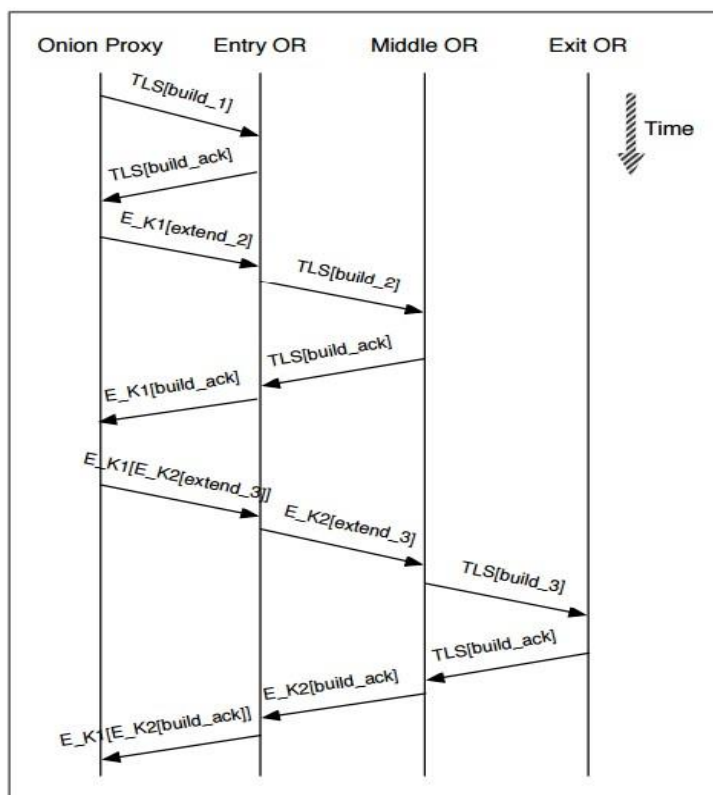 Onion Proxy Entry OR Middle OR Exit OR
Time
TLS[build_1]
TLS[build_ack]
E_K1[extend_2]
TLS[build_2]
TLS[build_ack]
E_K1[build_ack]
E_K1[E_K2[extend_3]]
E_K2[extend_3]
TLS[build_3]
TLS[build_ack]
E_K2[build_ack]
E_K1[E_K2[build_ack]]